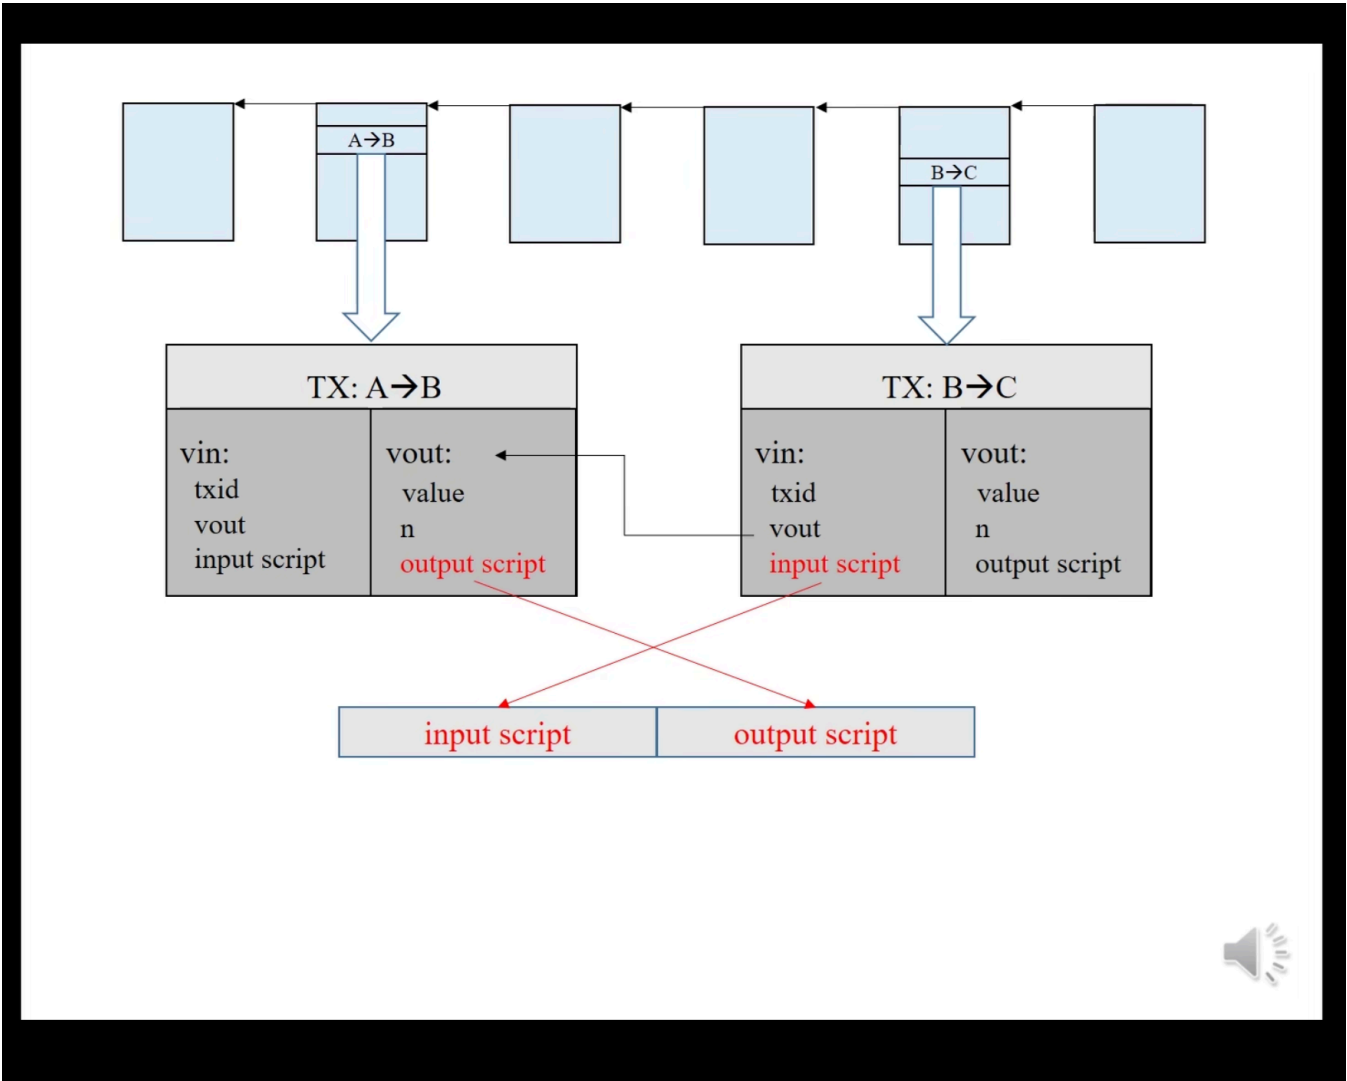 A→B
B→C
TX: A→B
vin:
txid
vout
input script
vout:
value
n
output script
TX: B→C
vin:
txid
vout
input script
vout:
value
n
output script
input script
output script